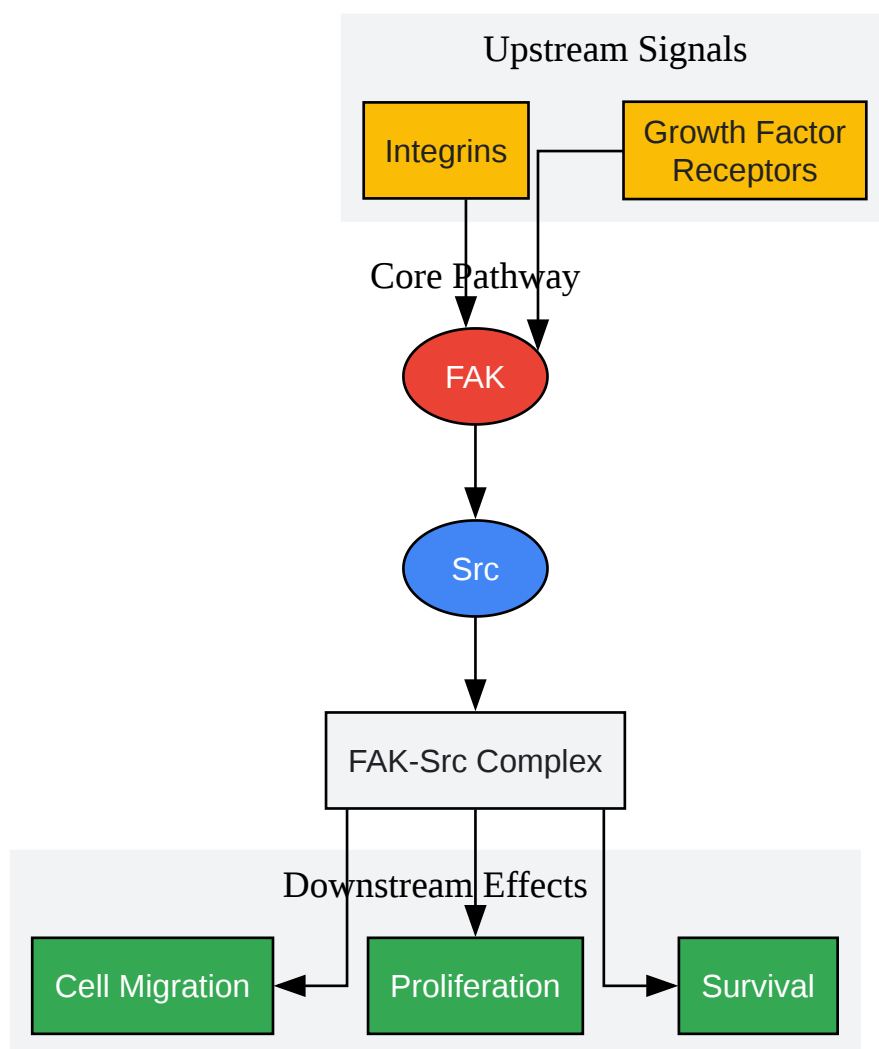 Upstream Signals
Integrins
Growth Factor
Receptors
Core Pathway
FAK
Src
FAK-Src Complex
Downstream Effects
Cell Migration
Proliferation
Survival